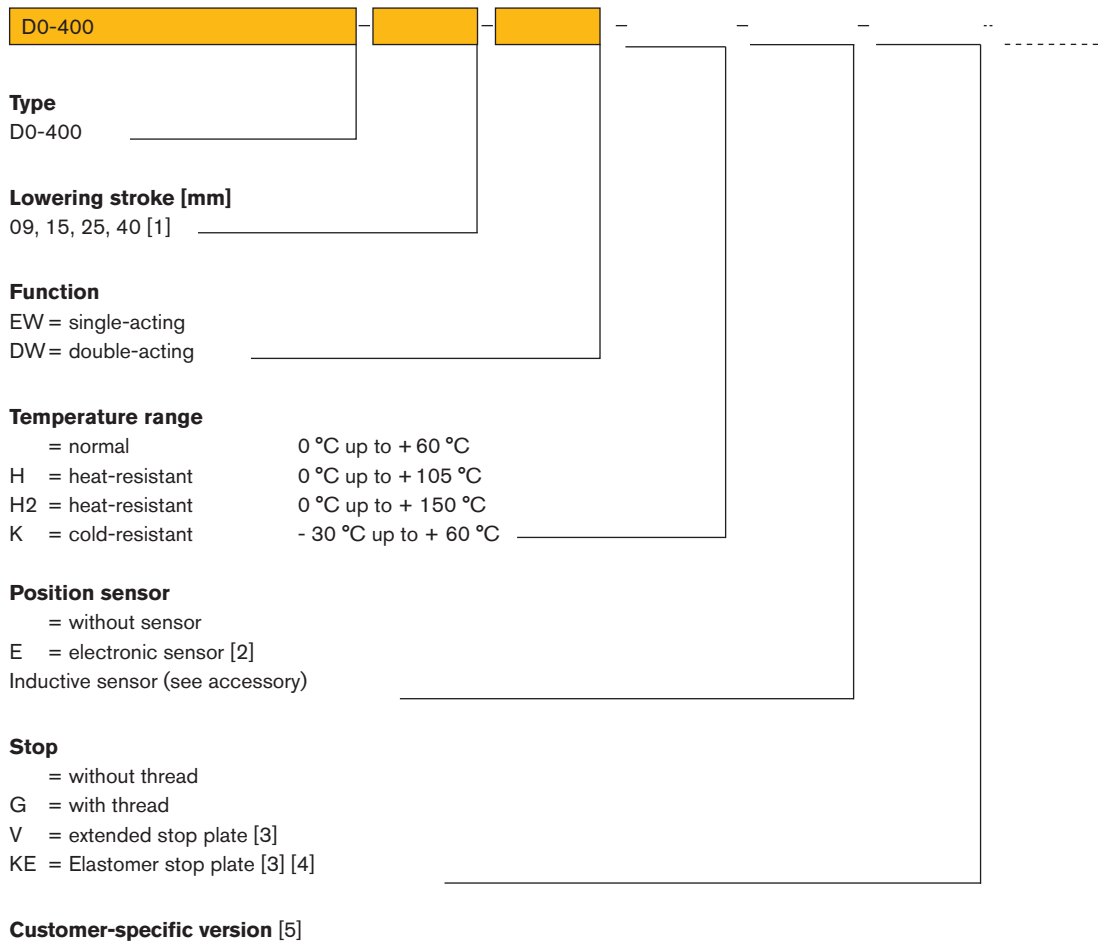 D0-400
Type
D0-400
Lowering stroke [mm]
09, 15, 25, 40 [1]
Function
EW = single-acting
DW = double-acting
Temperature range
= normal 0 °C up to + 60 °C
H = heat-resistant 0 °C up to + 105 °C
H2 = heat-resistant 0 °C up to + 150 °C
K = cold-resistant - 30 °C up to + 60 °C
Position sensor
= without sensor
E = electronic sensor [2]
Inductive sensor (see accessory)
Stop
= without thread
G = with thread
V = extended stop plate [3]
KE = Elastomer stop plate [3] [4]
Customer-specific version [5]